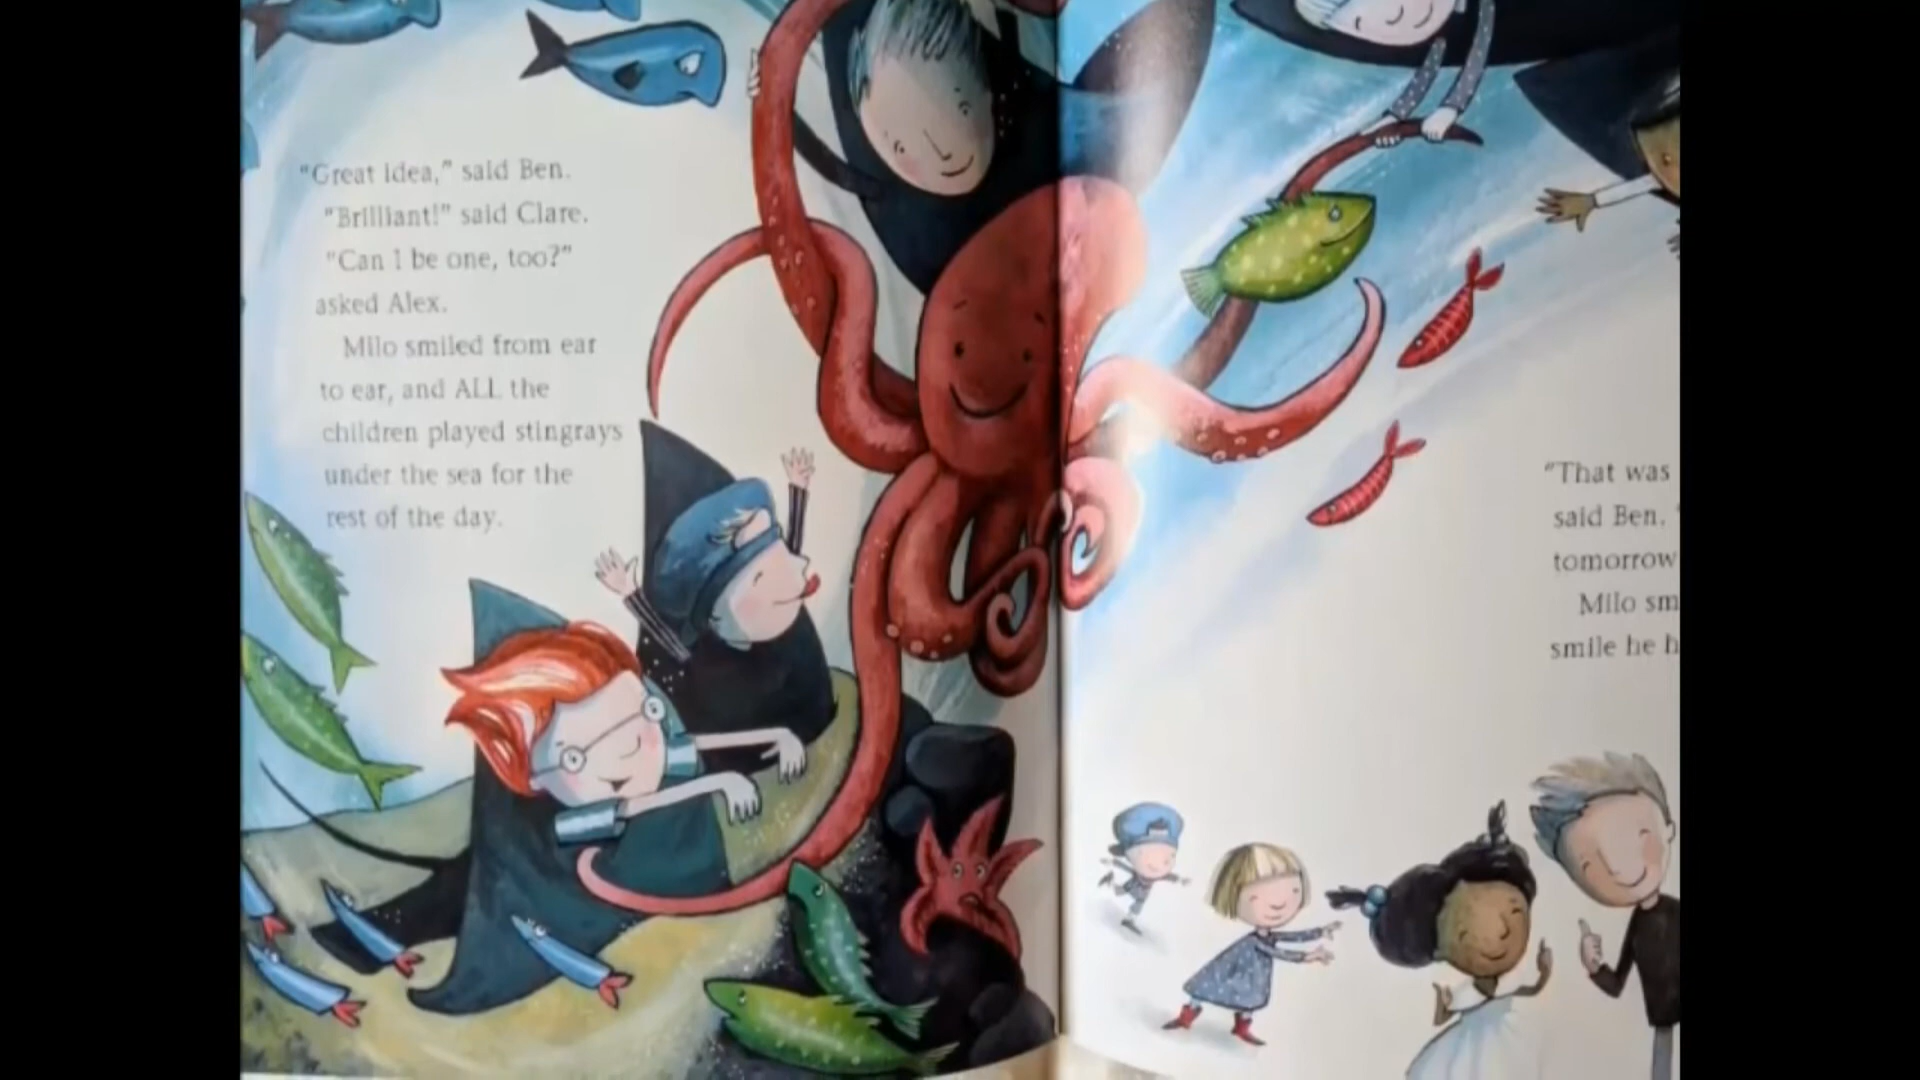 "Great idea," said Ben.
"Brilliant!" said Clare.
"Can I be one, too?"
asked Alex.
Milo smiled from ear
to ear, and ALL the
children played stingrays
under the sea for the
rest of the day.
"That was
said Ben.
tomorrow
Milo sm
smile he h